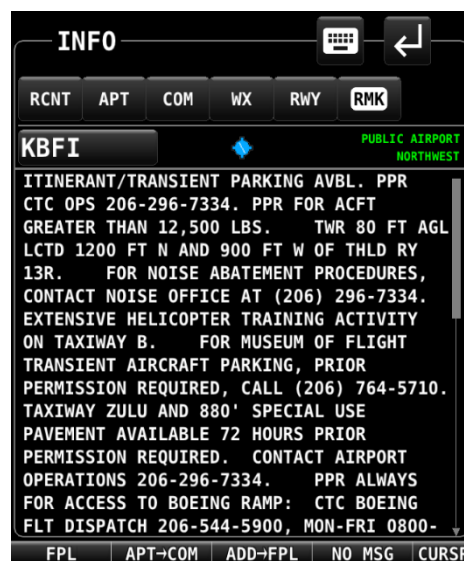 INFO
RCNT APT COM WX RWY RMK
KBFI
PUBLIC AIRPORT
NORTHWEST
ITINERANT/TRANSIENT PARKING AVBL. PPR
CTC OPS 206-296-7334. PPR FOR ACFT
GREATER THAN 12,500 LBS. TWR 80 FT AGL
LCTD 1200 FT N AND 900 FT W OF THLD RY
13R. FOR NOISE ABATEMENT PROCEDURES,
CONTACT NOISE OFFICE AT (206) 296-7334.
EXTENSIVE HELICOPTER TRAINING ACTIVITY
ON TAXIWAY B. FOR MUSEUM OF FLIGHT
TRANSIENT AIRCRAFT PARKING, PRIOR
PERMISSION REQUIRED, CALL (206) 764-5710.
TAXIWAY ZULU AND 880' SPECIAL USE
PAVEMENT AVAILABLE 72 HOURS PRIOR
PERMISSION REQUIRED. CONTACT AIRPORT
OPERATIONS 206-296-7334. PPR ALWAYS
FOR ACCESS TO BOEING RAMP: CTC BOEING
FLT DISPATCH 206-544-5900, MON-FRI 0800-
FPL APT→COM ADD→FPL NO MSG CURSR